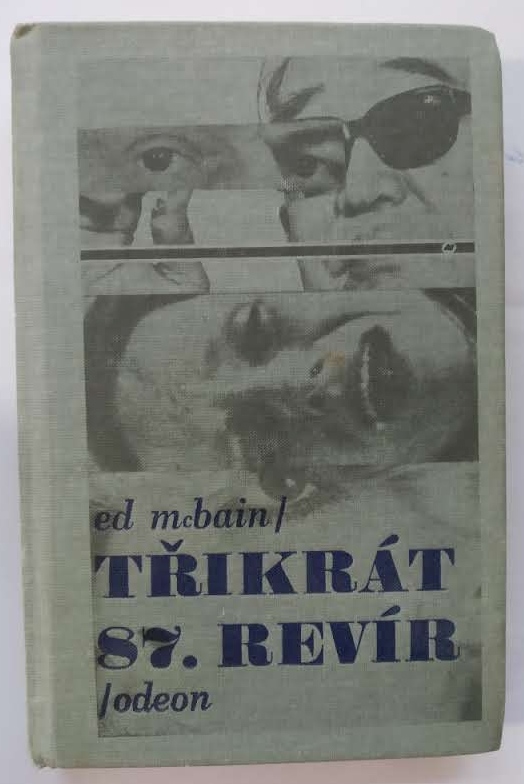 ed mcbain/
TŘIKRÁT
87. REVÍR
/odeon